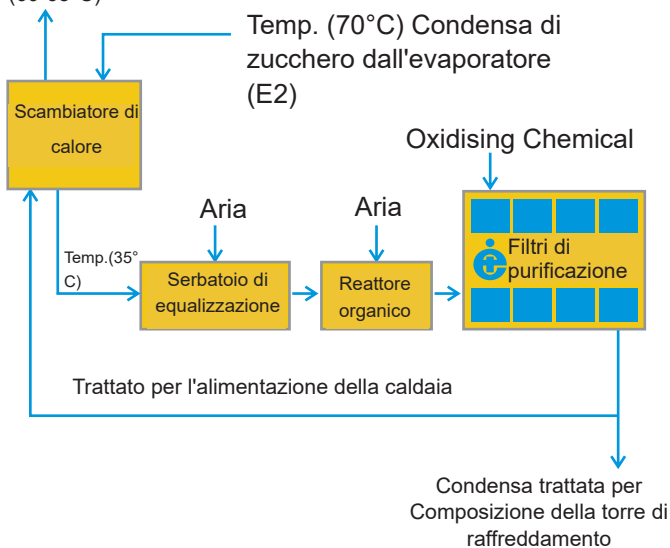 Temp. (70°C) Condensa di
zucchero dall'evaporatore
(E2)
Scambiatore di
calore
Oxidising Chemical
Aria
Aria
Temp.(35°
C)
Serbatoio di
equalizzazione
Reattore
organico
Filtri di
purificazione
Trattato per l'alimentazione della caldaia
Condensa trattata per
Composizione della torre di
raffreddamento